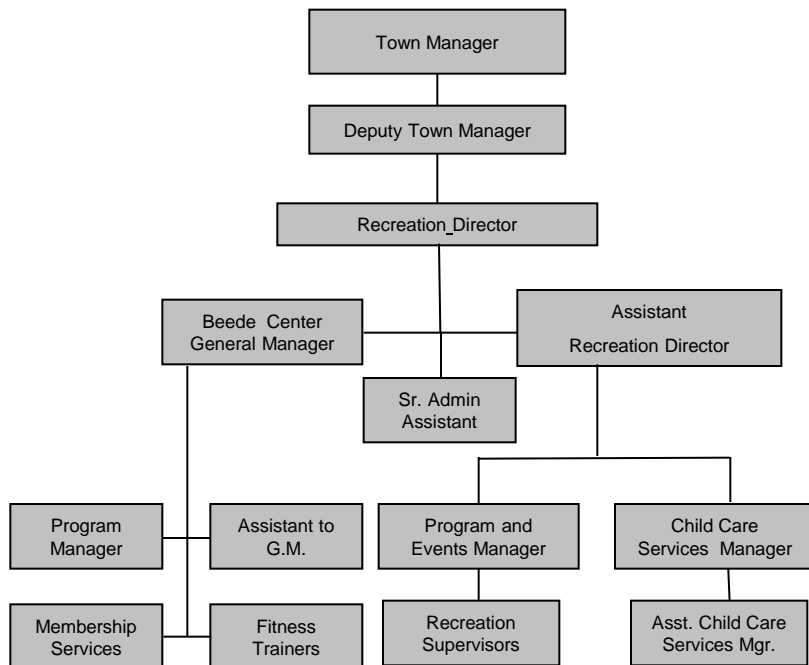 Town Manager
Deputy Town Manager
Recreation Director
Beede Center
General Manager
Assistant
Recreation Director
Sr. Admin
Assistant
Program
Manager
Assistant to
G.M.
Program and
Events Manager
Child Care
Services Manager
Membership
Services
Fitness
Trainers
Recreation
Supervisors
Asst. Child Care
Services Mgr.